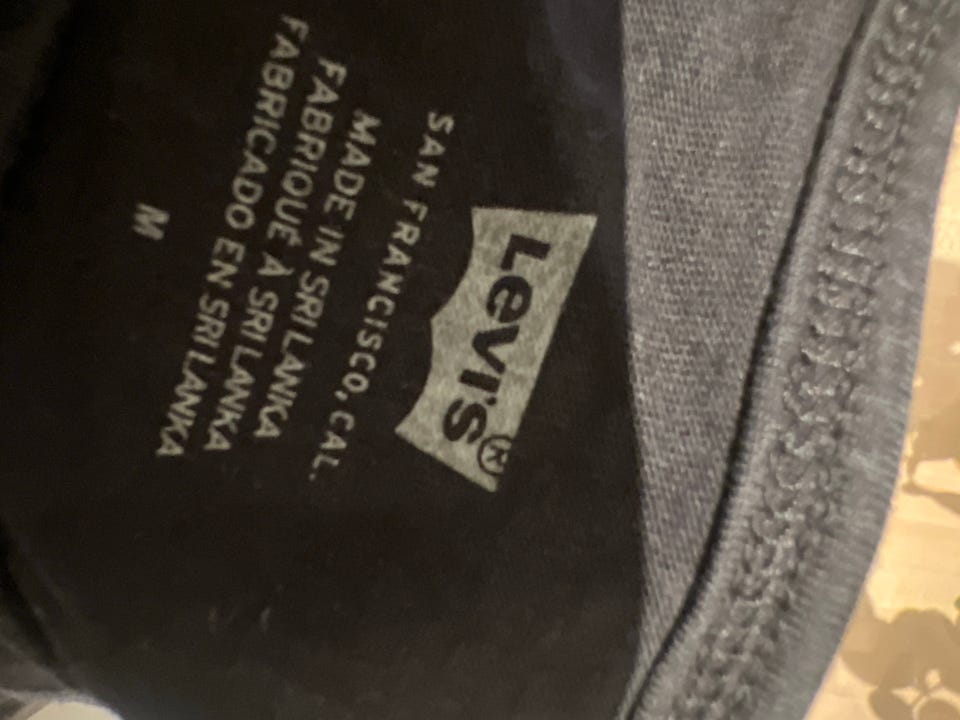 Levi's®
SAN FRANCISCO, CAL.
MADE IN SRI LANKA
FABRIQUÉ À SRI LANKA
FABRICADO EN SRI LANKA
M